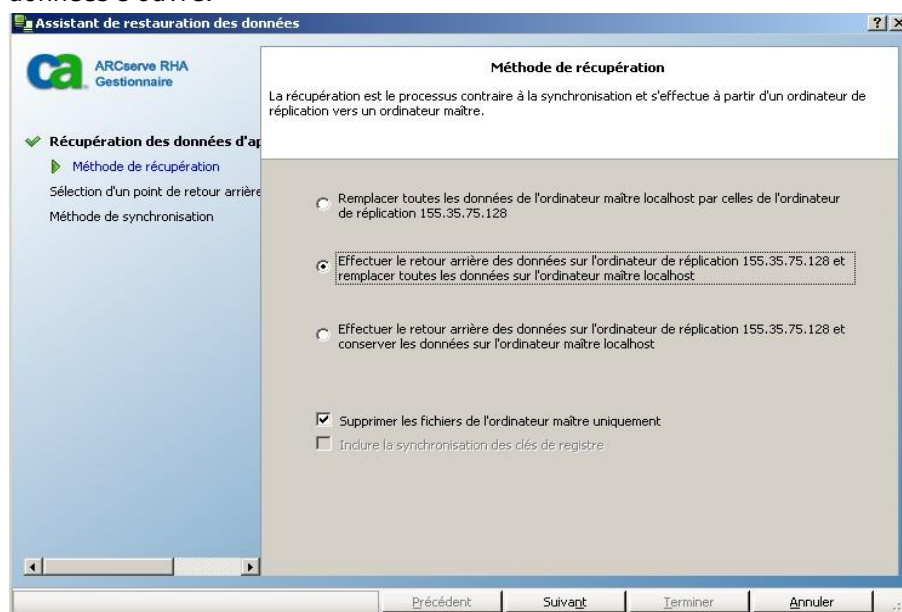 Assistant de restauration des données
ca
ARCserve RHA
Gestionnaire
Récupération des données d'ap
Méthode de récupération
Sélection d'un point de retour arrière
Méthode de synchronisation
Méthode de récupération
La récupération est le processus contraire à la synchronisation et s'effectue à partir d'un ordinateur de
réplication vers un ordinateur maître.
Remplacer toutes les données de l'ordinateur maître localhost par celles de l'ordinateur
de réplication 155.35.75.128
Effectuer le retour arrière des données sur l'ordinateur de réplication 155.35.75.128 et
remplacer toutes les données sur l'ordinateur maître localhost
Effectuer le retour arrière des données sur l'ordinateur de réplication 155.35.75.128 et
conserver les données sur l'ordinateur maître localhost
Supprimer les fichiers de l'ordinateur maître uniquement
Inclure la synchronisation des clés de registre
Précédent Suivant Terminer Annuler